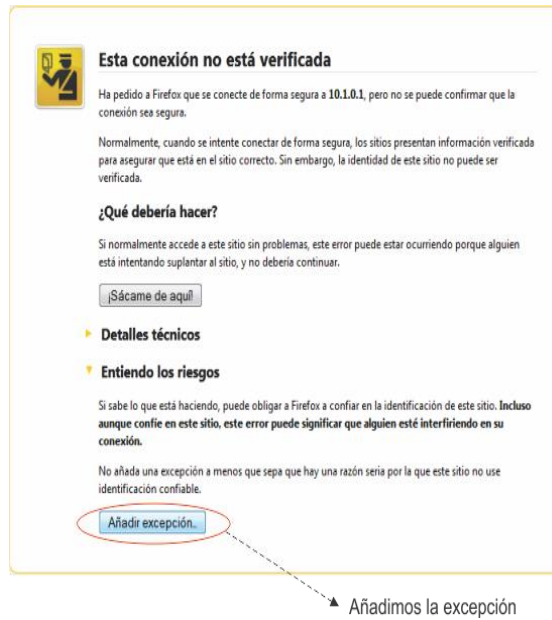 Esta conexión no está verificada
Ha pedido a Firefox que se conecte de forma segura a 10.1.0.1, pero no se puede confirmar que la
conexión sea segura.
Normalmente, cuando se intente conectar de forma segura, los sitios presentan información verificada
para asegurar que está en el sitio correcto. Sin embargo, la identidad de este sitio no puede ser
verificada.
¿Qué debería hacer?
Si normalmente accede a este sitio sin problemas, este error puede estar ocurriendo porque alguien
está intentando suplantar al sitio, y no debería continuar.
¡Sácame de aquí!
Detalles técnicos
Entiendo los riesgos
Si sabe lo que está haciendo, puede obligar a Firefox a confiar en la identificación de este sitio. Incluso
aunque confíe en este sitio, este error puede significar que alguien esté interfiriendo en su
conexión.
No añada una excepción a menos que sepa que hay una razón seria por la que este sitio no use
identificación confiable.
Añadir excepción..
Añadimos la excepción